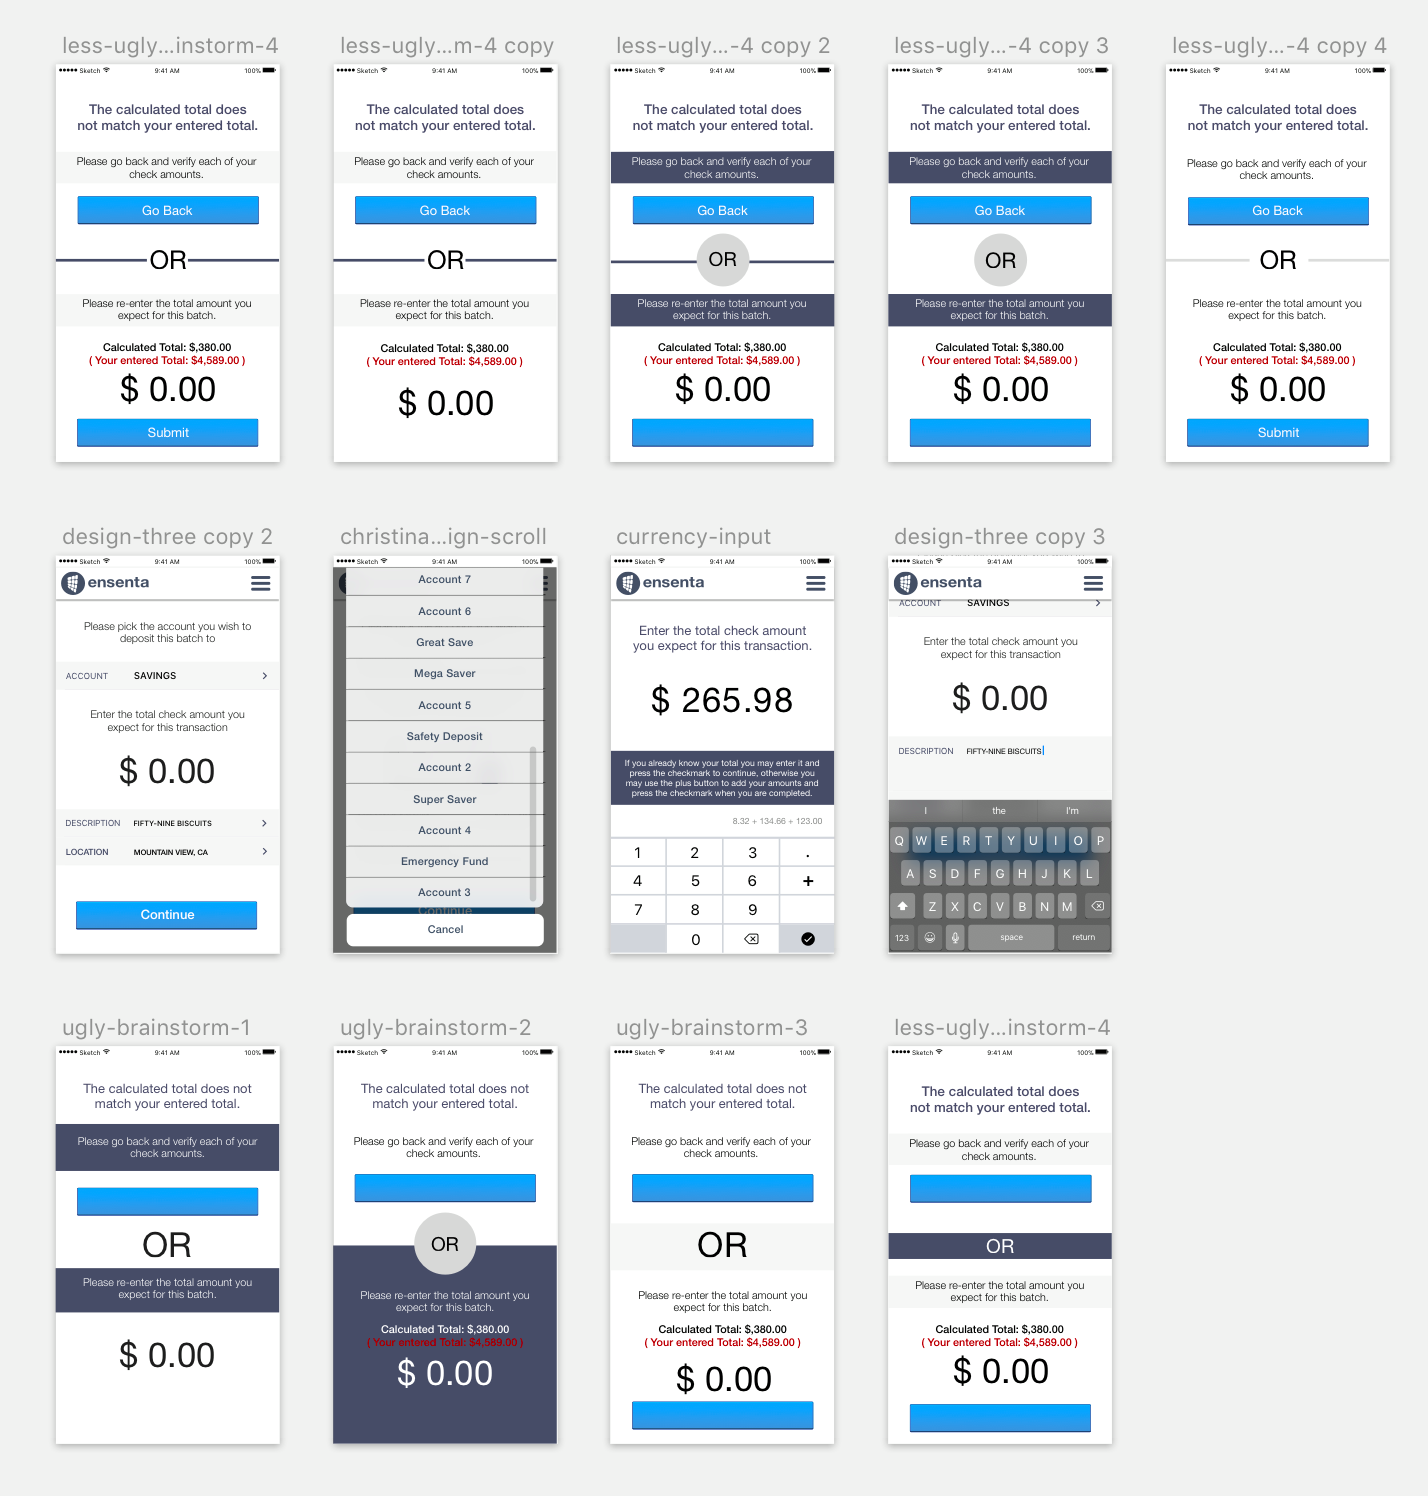 less-ugly...instorm-4
●●●●● Sketch 9:41 AM 100%
The calculated total does
not match your entered total.
Please go back and verify each of your
check amounts.
Go Back
OR
Please re-enter the total amount you
expect for this batch.
Calculated Total: $,380.00
( Your entered Total: $4,589.00 )
$ 0.00
Submit
less-ugly...m-4 copy
●●●●● Sketch 9:41 AM 100%
The calculated total does
not match your entered total.
Please go back and verify each of your
check amounts.
Go Back
OR
Please re-enter the total amount you
expect for this batch.
Calculated Total: $,380.00
( Your entered Total: $4,589.00 )
$ 0.00
less-ugly...-4 copy 2
●●●●● Sketch 9:41 AM 100%
The calculated total does
not match your entered total.
Please go back and verify each of your
check amounts.
Go Back
OR
Please re-enter the total amount you
expect for this batch.
Calculated Total: $,380.00
( Your entered Total: $4,589.00 )
$ 0.00
less-ugly...-4 copy 3
●●●●● Sketch 9:41 AM 100%
The calculated total does
not match your entered total.
Please go back and verify each of your
check amounts.
Go Back
OR
Please re-enter the total amount you
expect for this batch.
Calculated Total: $,380.00
( Your entered Total: $4,589.00 )
$ 0.00
less-ugly...-4 copy 4
●●●●● Sketch 9:41 AM 100%
The calculated total does
not match your entered total.
Please go back and verify each of your
check amounts.
Go Back
OR
Please re-enter the total amount you
expect for this batch.
Calculated Total: $,380.00
( Your entered Total: $4,589.00 )
$ 0.00
Submit
design-three copy 2
●●●●● Sketch 9:41 AM 100%
ensenta
Please pick the account you wish to
deposit this batch to
ACCOUNT SAVINGS
Enter the total check amount you
expect for this transaction
$ 0.00
DESCRIPTION FIFTY-NINE BISCUITS
LOCATION MOUNTAIN VIEW, CA
Continue
christina...ign-scroll
●●●●● Sketch 9:41 AM 100%
Account 7
Account 6
Great Save
Mega Saver
Account 5
Safety Deposit
Account 2
Super Saver
Account 4
Emergency Fund
Account 3
Continue
Cancel
currency-input
●●●●● Sketch 9:41 AM 100%
ensenta
Enter the total check amount
you expect for this transaction.
$ 265.98
If you already know your total you may enter it and
press the checkmark to continue, otherwise you
may use the plus button to add your amounts and
press the checkmark when you are completed.
8.32 + 134.66 + 123.00
1 2 3 .
4 5 6 +
7 8 9
0
design-three copy 3
●●●●● Sketch 9:41 AM 100%
ensenta
ACCOUNT SAVINGS
Enter the total check amount you
expect for this transaction
$ 0.00
DESCRIPTION FIFTY-NINE BISCUITS
I the I'm
Q W E R T Y U I O P
A S D F G H J K L
Z X C V B N M
123 space return
ugly-brainstorm-1
●●●●● Sketch 9:41 AM 100%
The calculated total does not
match your entered total.
Please go back and verify each of your
check amounts.
OR
Please re-enter the total amount you
expect for this batch.
$ 0.00
ugly-brainstorm-2
●●●●● Sketch 9:41 AM 100%
The calculated total does not
match your entered total.
Please go back and verify each of your
check amounts.
OR
Please re-enter the total amount you
expect for this batch.
Calculated Total: $,380.00
( Your entered Total: $4,589.00 )
$ 0.00
ugly-brainstorm-3
●●●●● Sketch 9:41 AM 100%
The calculated total does not
match your entered total.
Please go back and verify each of your
check amounts.
OR
Please re-enter the total amount you
expect for this batch.
Calculated Total: $,380.00
( Your entered Total: $4,589.00 )
$ 0.00
less-ugly...instorm-4
●●●●● Sketch 9:41 AM 100%
The calculated total does
not match your entered total.
Please go back and verify each of your
check amounts.
OR
Please re-enter the total amount you
expect for this batch.
Calculated Total: $,380.00
( Your entered Total: $4,589.00 )
$ 0.00